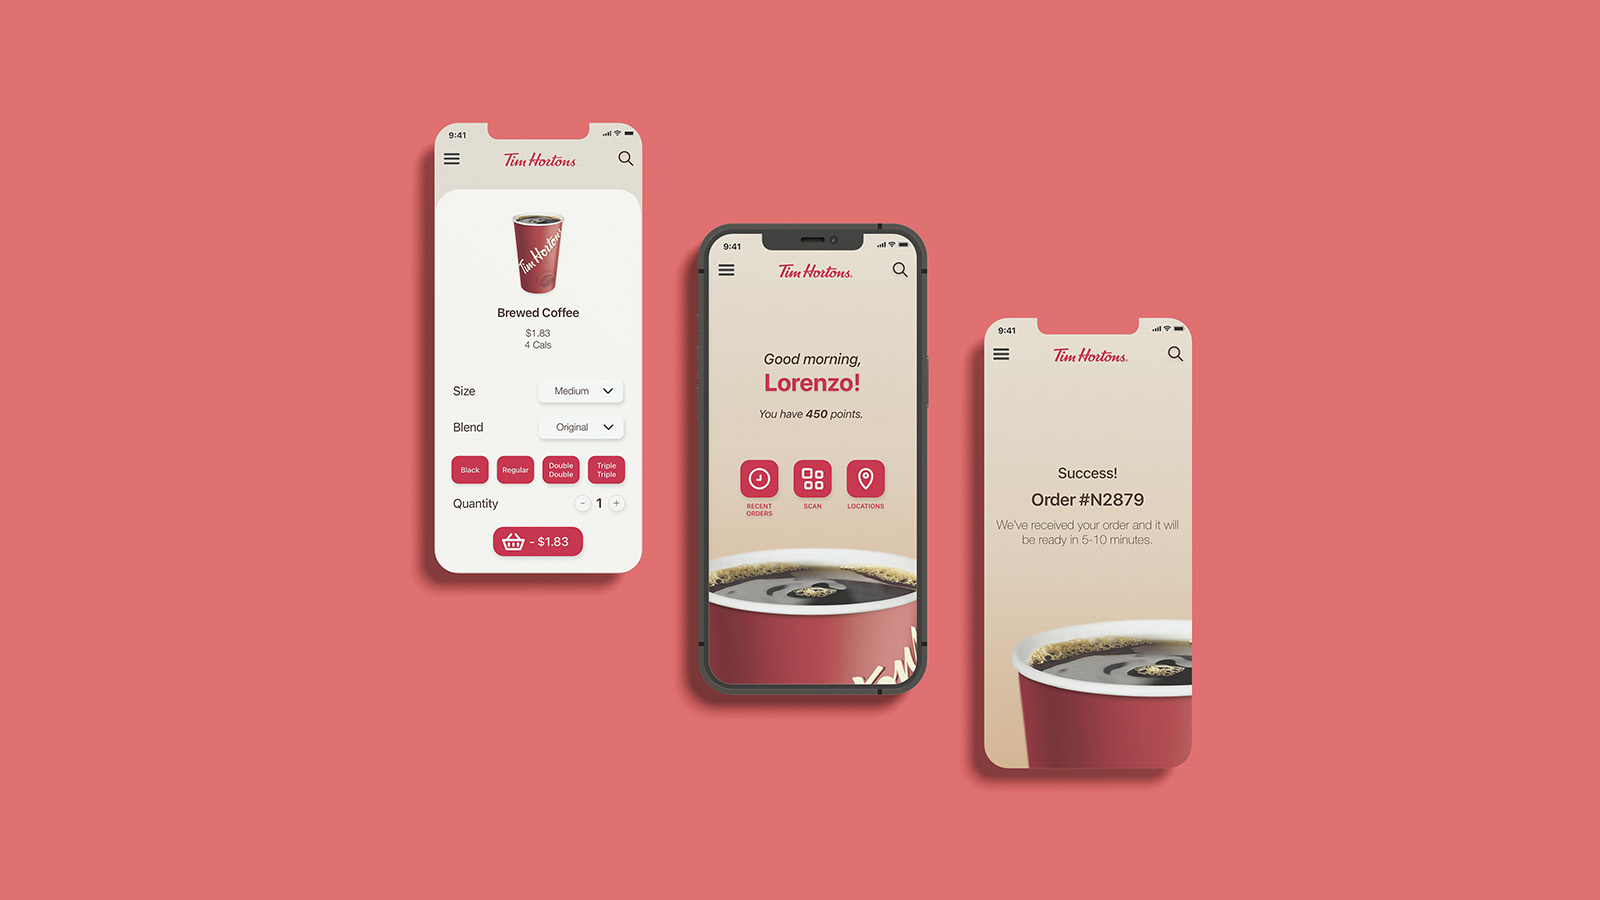 9:41
Tim Hortons
Tim Hortons
Brewed Coffee
$1.83
4 Cals
Size
Medium
Blend
Original
Black
Regular
Double
Double
Triple
Triple
Quantity
- 1 +
- $1.83
9:41
Tim Hortons.
Good morning,
Lorenzo!
You have 450 points.
RECENT
ORDERS
SCAN
LOCATIONS
9:41
Tim Hortons.
Success!
Order #N2879
We've received your order and it will
be ready in 5-10 minutes.